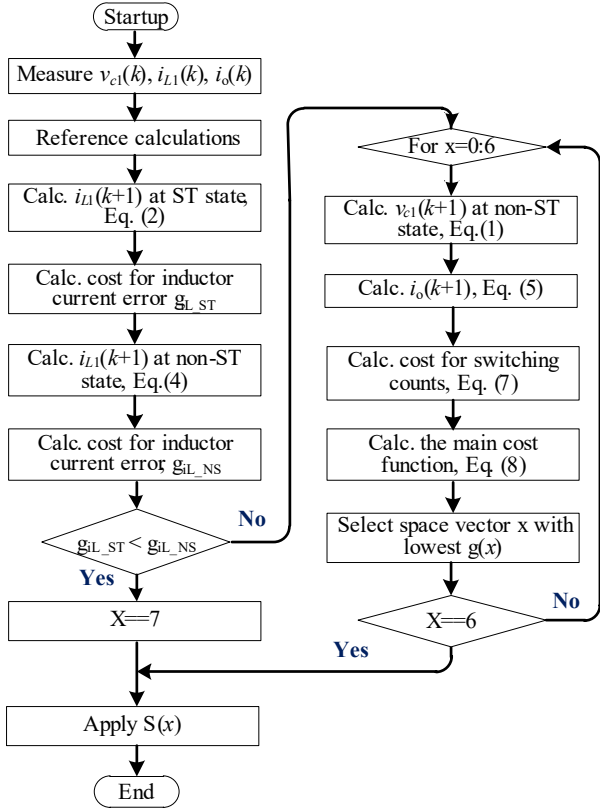 Startup
Measure vc1(k), iL1(k), io(k)
Reference calculations
Calc. iL1(k+1) at ST state,
Eq. (2)
Calc. cost for inductor
current error gL_ST
Calc. iL1(k+1) at non-ST
state, Eq.(4)
Calc. cost for inductor
current error, giL_NS
giL_ST < giL_NS
No
Yes
X==7
Apply S(x)
End
For x=0:6
Calc. vc1(k+1) at non-ST
state, Eq.(1)
Calc. io(k+1), Eq. (5)
Calc. cost for switching
counts, Eq. (7)
Calc. the main cost
function, Eq. (8)
Select space vector x with
lowest g(x)
X==6
No
Yes